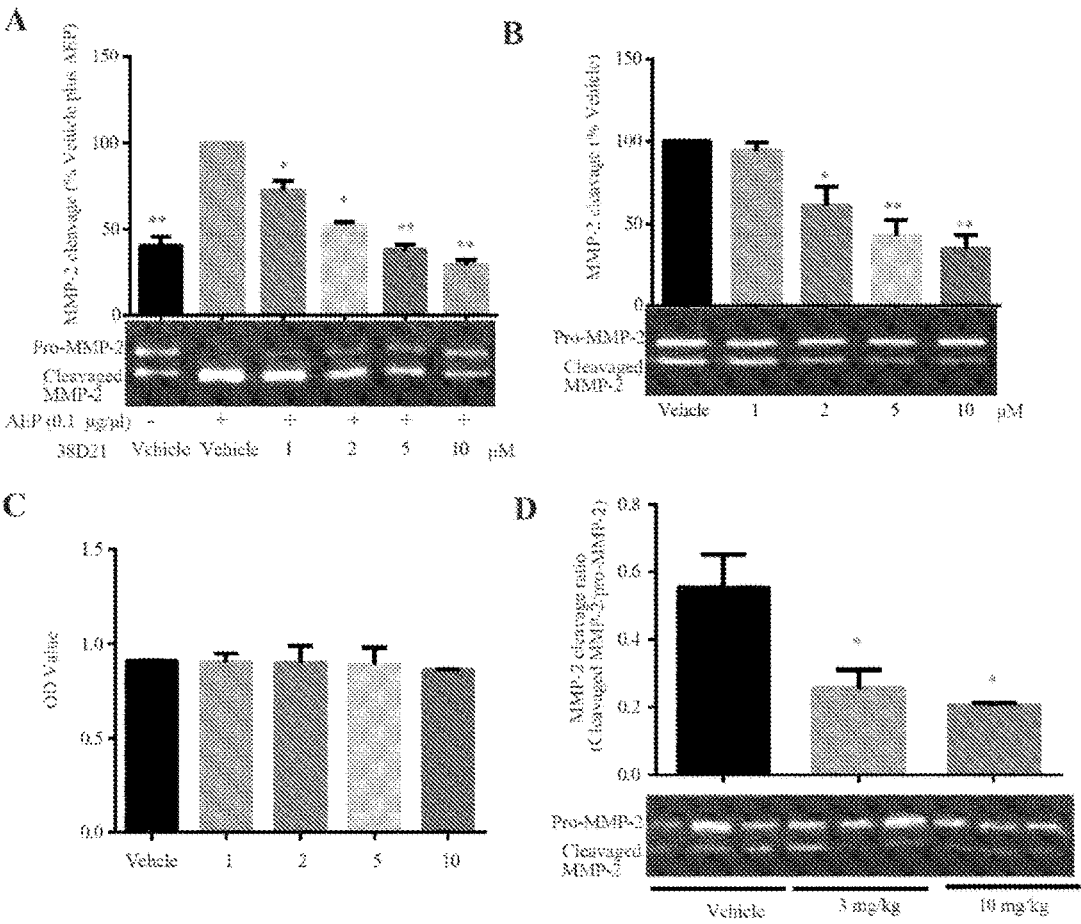 A
MMP-2 cleavage (% Vehicle plus AEP)
150
100
50
0
** * * ** **
Pro-MMP-2
Cleavaged
MMP-2
AEP (0.1 μg/μl) - + + + + +
38D21 Vehicle Vehicle 1 2 5 10 μM
B
MMP-2 cleavage (% Vehicle)
150
100
50
0
* ** **
Pro-MMP-2
Cleavaged
MMP-2
Vehicle 1 2 5 10 μM
C
OD Value
1.5
1.0
0.5
0.0
Vehicle 1 2 5 10
D
MMP-2 cleavage ratio
(Cleavaged MMP-2/pro-MMP-2)
0.8
0.6
0.4
0.2
0.0
* *
Pro-MMP-2
Cleavaged
MMP-2
Vehicle 3 mg/kg 10 mg/kg